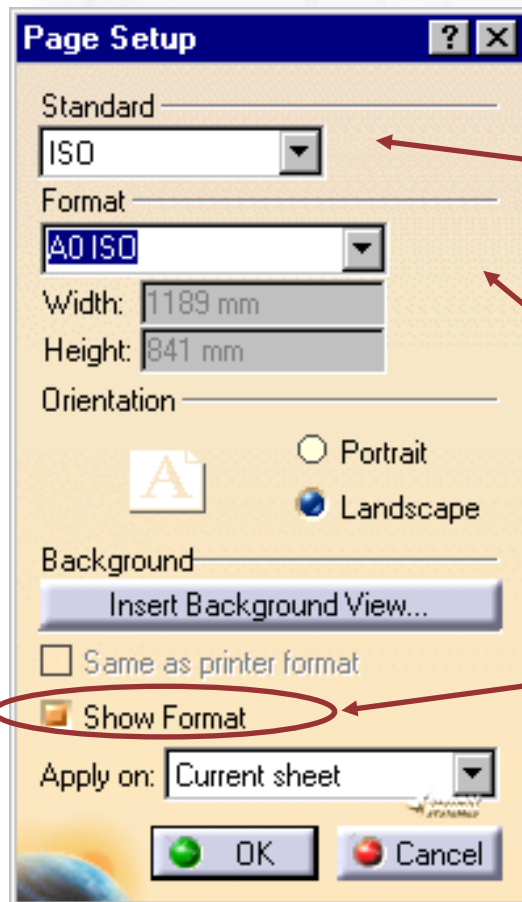 Page Setup
Standard
ISO
Format
A0 ISO
Width: 1189 mm
Height: 841 mm
Orientation
A
Portrait
Landscape
Background
Insert Background View...
Same as printer format
Show Format
Apply on: Current sheet
OK Cancel